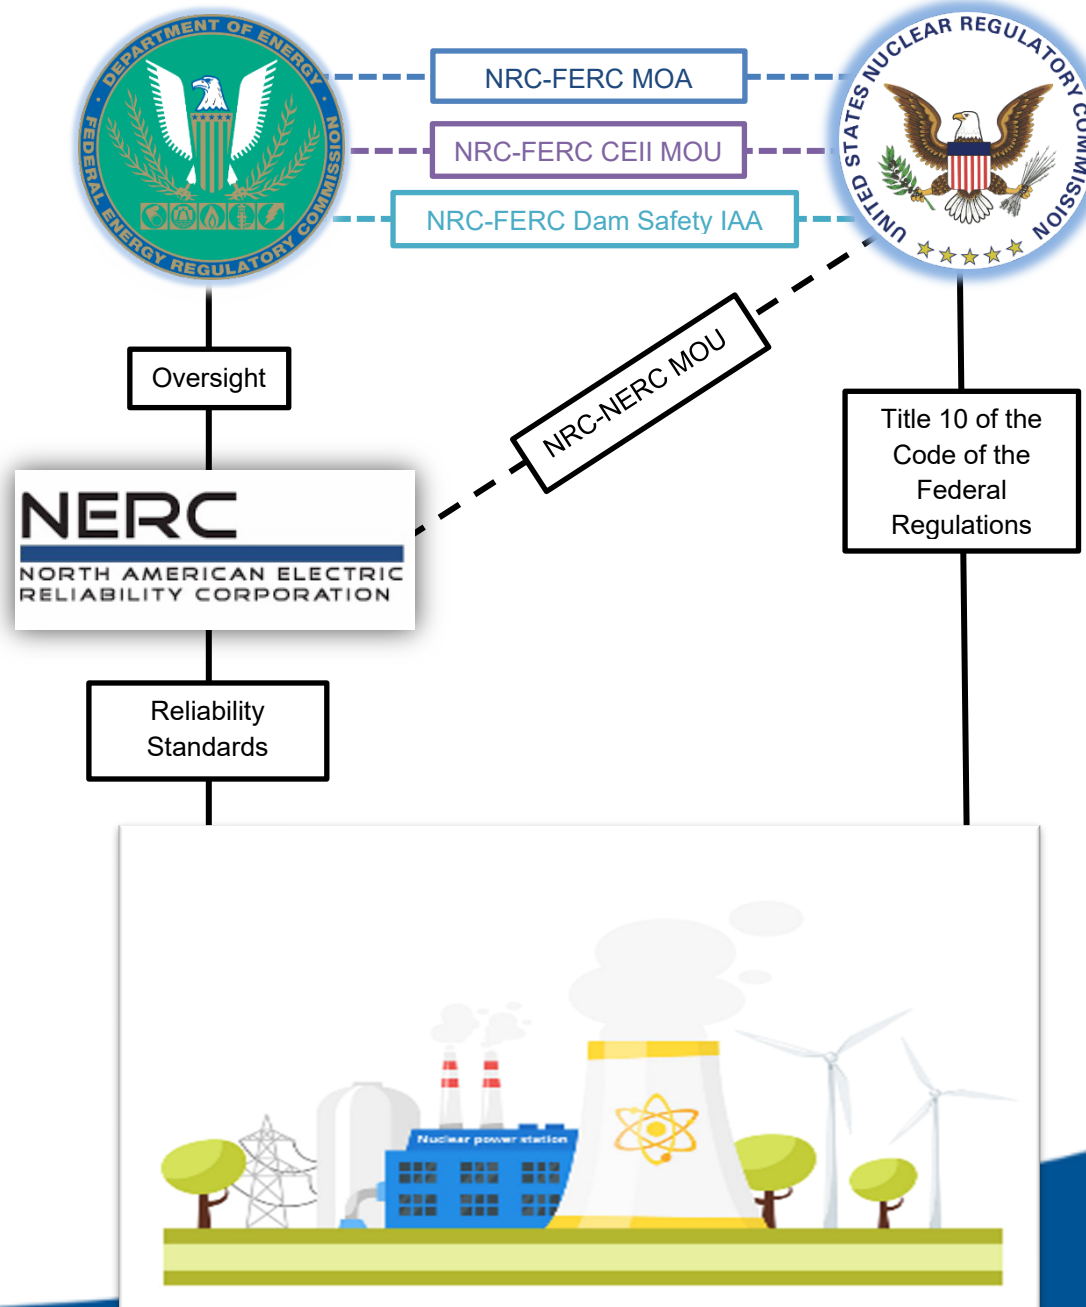 DEPARTMENT OF ENERGY
FEDERAL ENERGY REGULATORY COMMISSION
UNITED STATES NUCLEAR REGULATORY COMMISSION
NRC-FERC MOA
NRC-FERC CEII MOU
NRC-FERC Dam Safety IAA
Oversight
NRC-NERC MOU
Title 10 of the
Code of the
Federal
Regulations
NERC
NORTH AMERICAN ELECTRIC
RELIABILITY CORPORATION
Reliability
Standards
Nuclear power station